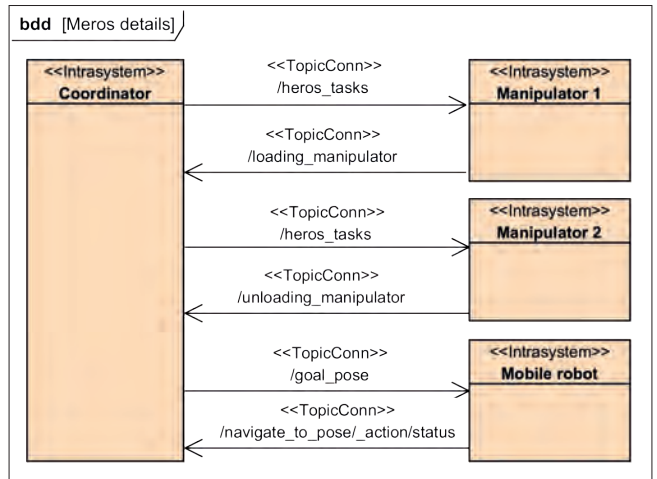 bdd [Meros details]
<<Intrasystem>>
Coordinator
<<TopicConn>>
/heros_tasks
<<Intrasystem>>
Manipulator 1
<<TopicConn>>
/loading_manipulator
<<TopicConn>>
/heros_tasks
<<Intrasystem>>
Manipulator 2
<<TopicConn>>
/unloading_manipulator
<<TopicConn>>
/goal_pose
<<Intrasystem>>
Mobile robot
<<TopicConn>>
/navigate_to_pose/_action/status